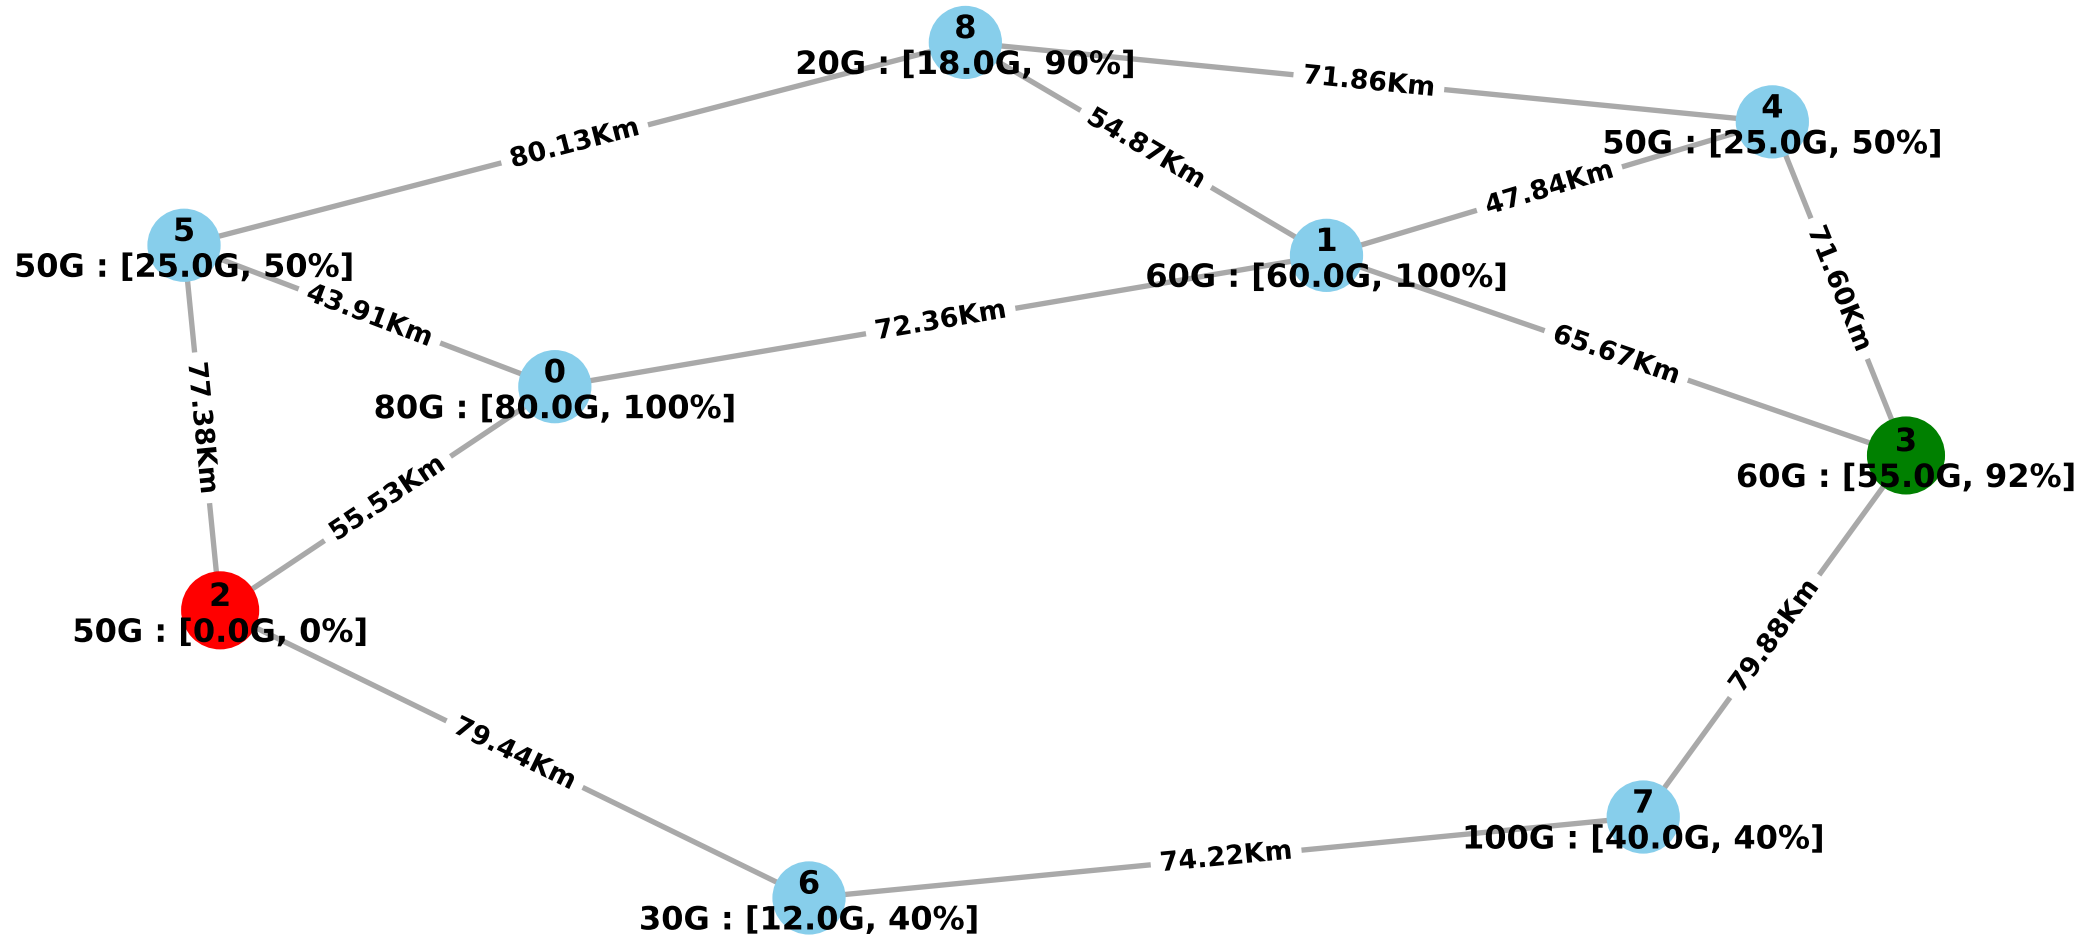 8
20G : [18.0G, 90%]
71.86Km
4
50G : [25.0G, 50%]
80.13Km
54.87Km
47.84Km
5
50G : [25.0G, 50%]
1
60G : [60.0G, 100%]
71.60Km
43.91Km
72.36Km
65.67Km
0
80G : [80.0G, 100%]
77.38Km
3
60G : [55.0G, 92%]
55.53Km
2
50G : [0.0G, 0%]
79.88Km
79.44Km
7
100G : [40.0G, 40%]
74.22Km
6
30G : [12.0G, 40%]